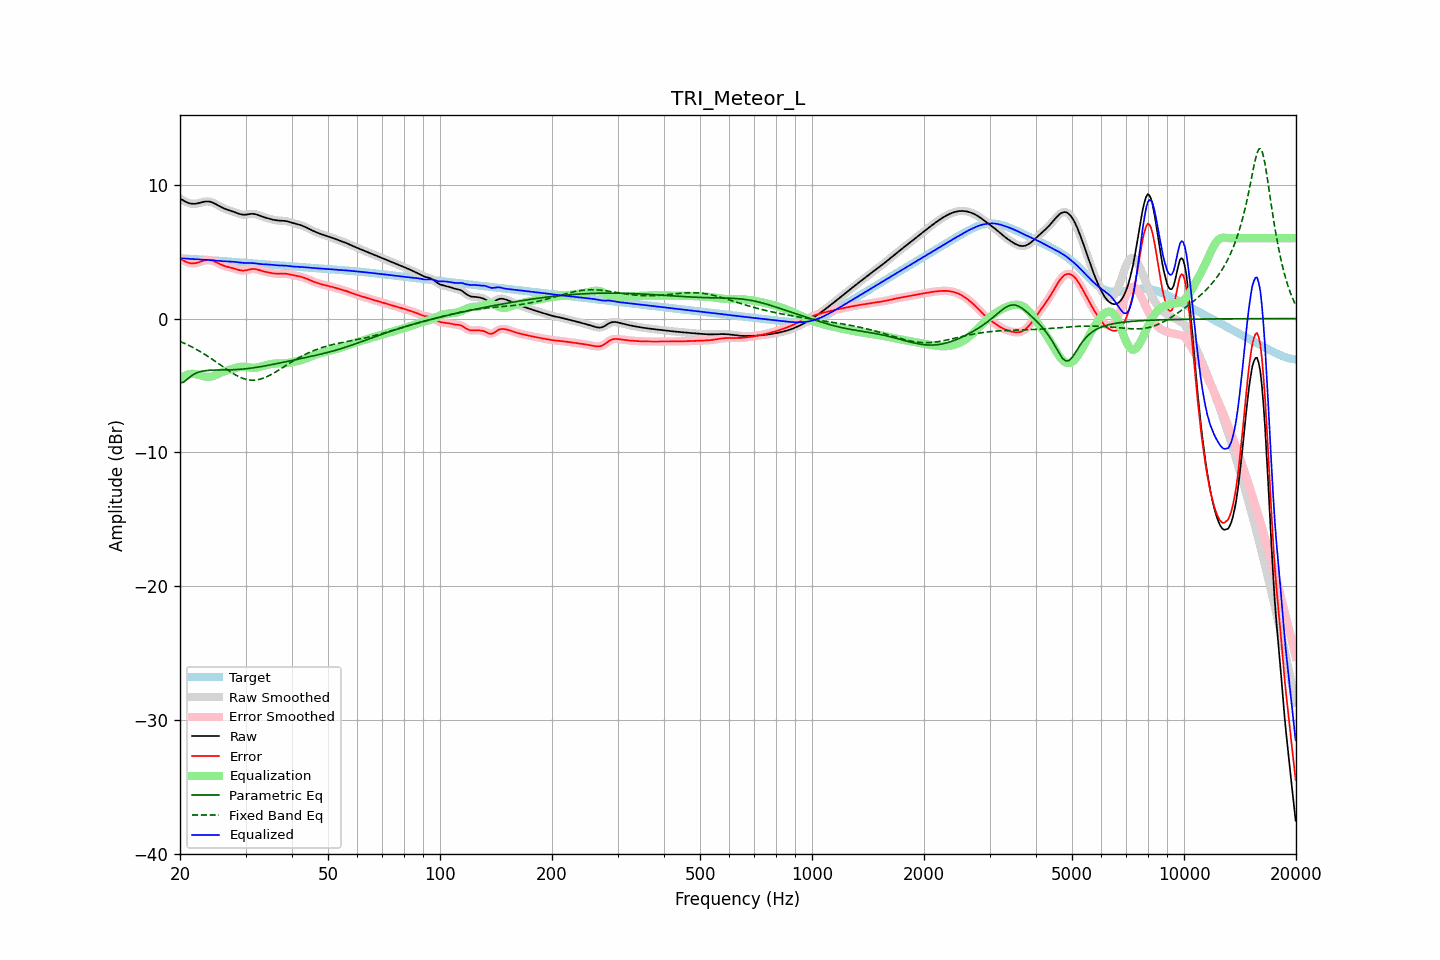 TRI_Meteor_L
Amplitude (dBr)
10
0
−10
−20
−30
−40
Target
Raw Smoothed
Error Smoothed
Raw
Error
Equalization
Parametric Eq
Fixed Band Eq
Equalized
20 50 100 200 500 1000 2000 5000 10000 20000
Frequency (Hz)